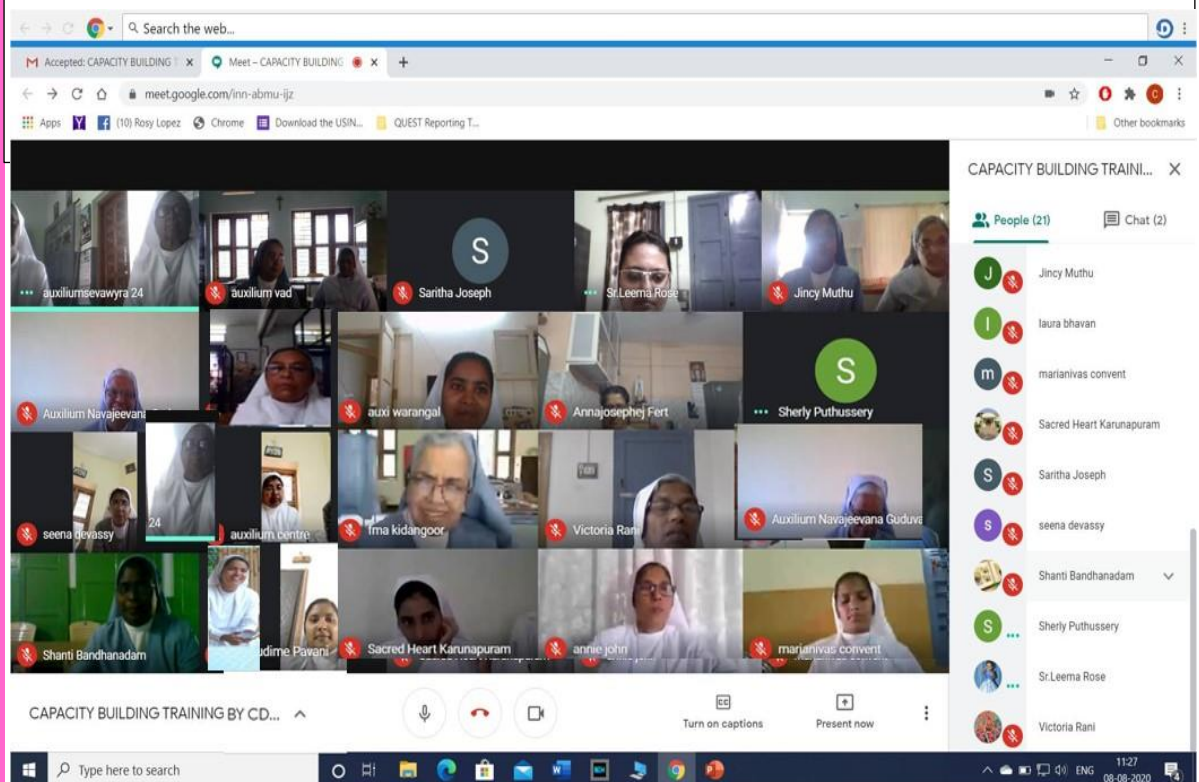 Search the web...
Accepted: CAPACITY BUILDING T
Meet – CAPACITY BUILDING
meet.google.com/inn-abmu-ijz
Apps
(10) Rosy Lopez
Chrome
Download the USIN...
QUEST Reporting T...
Other bookmarks
auxiliumsevawyra 24
auxilium vad
S
Saritha Joseph
Sr.Leema Rose
Jincy Muthu
Auxilium Navajeevana
auxi warangal
Annajosephej Fert
S
Sherly Puthussery
seena devassy
24
auxilium centre
fma kidangoor
Victoria Rani
Auxilium Navajeevana Guduva
Shanti Bandhanadam
udime Pavani
Sacred Heart Karunapuram
annie john
marianivas convent
CAPACITY BUILDING TRAINING BY CD...
Turn on captions
Present now
CAPACITY BUILDING TRAINI...
People (21)
Chat (2)
J
Jincy Muthu
l
laura bhavan
m
marianivas convent
Sacred Heart Karunapuram
S
Saritha Joseph
s
seena devassy
Shanti Bandhanadam
S
Sherly Puthussery
Sr.Leema Rose
Victoria Rani
Type here to search
ENG
11:27
08-08-2020